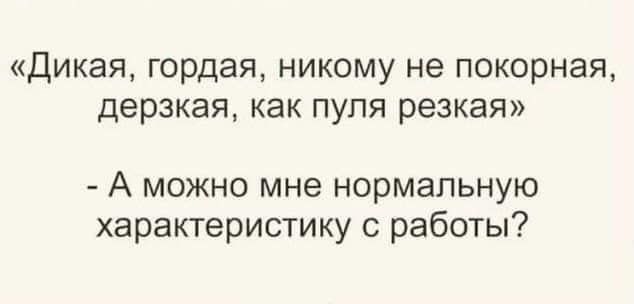 «Дикая, гордая, никому не покорная,
дерзкая, как пуля резкая»
- А можно мне нормальную
характеристику с работы?